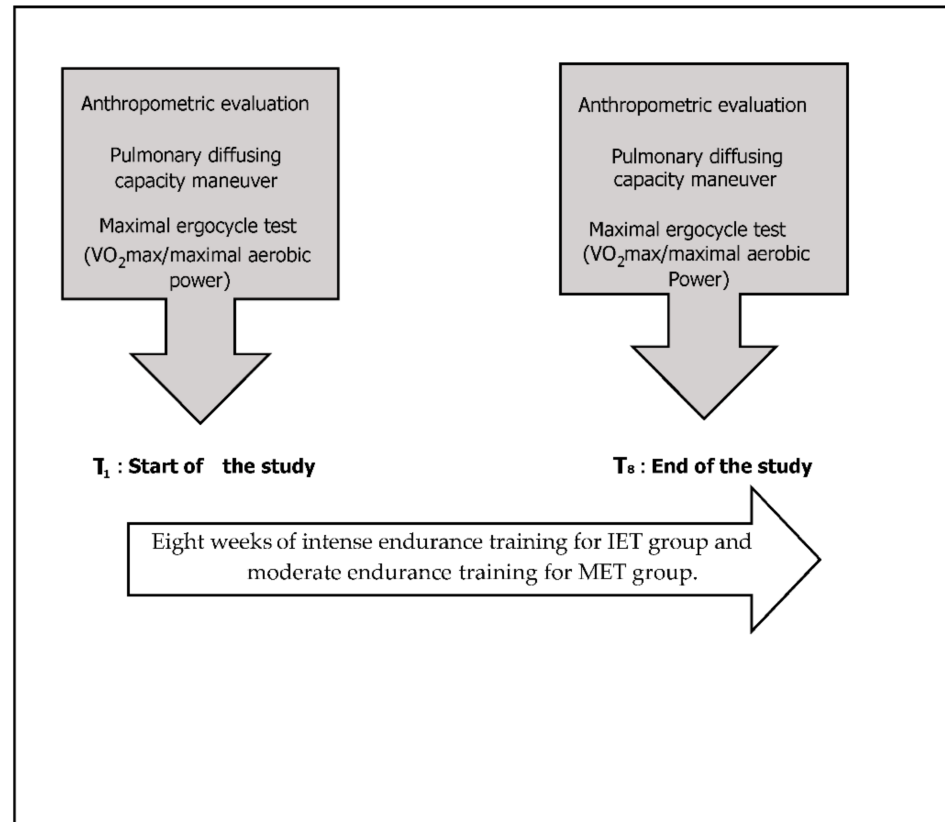 Anthropometric evaluation
Pulmonary diffusing
capacity maneuver
Maximal ergocycle test
(VO₂max/maximal aerobic
power)
Anthropometric evaluation
Pulmonary diffusing
capacity maneuver
Maximal ergocycle test
(VO₂max/maximal aerobic
Power)
T₁ : Start of the study
T₈ : End of the study
Eight weeks of intense endurance training for IET group and
moderate endurance training for MET group.